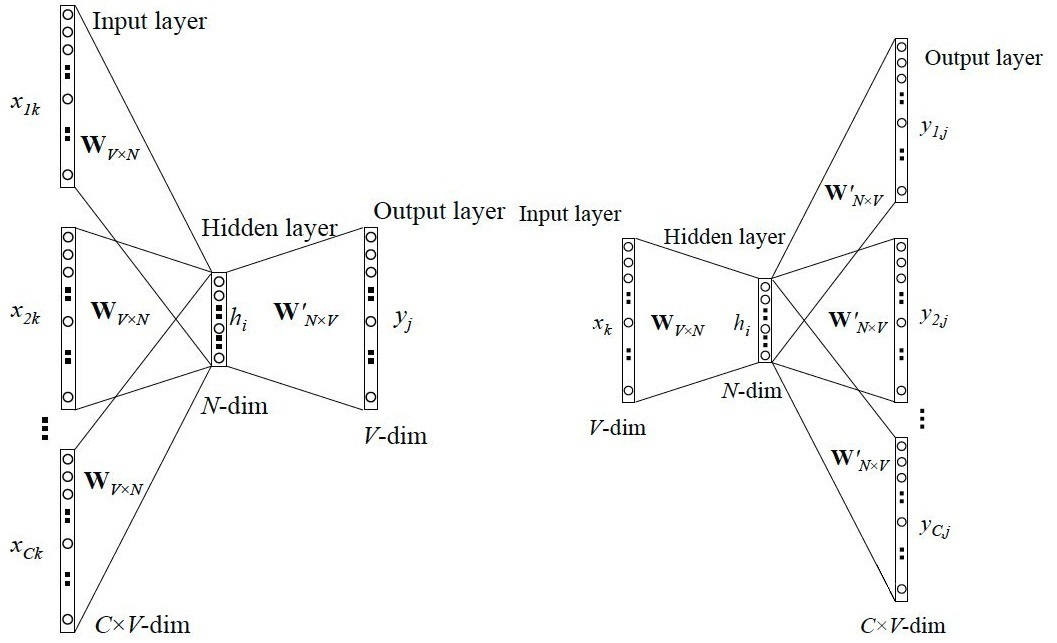 Input layer
x1k
WV×N
Hidden layer
Output layer
x2k
WV×N
hi
W'N×V
yj
N-dim
V-dim
WV×N
xCk
C×V-dim
Input layer
Hidden layer
Output layer
y1,j
W'N×V
xk
WV×N
hi
W'N×V
y2,j
N-dim
V-dim
W'N×V
yC,j
C×V-dim